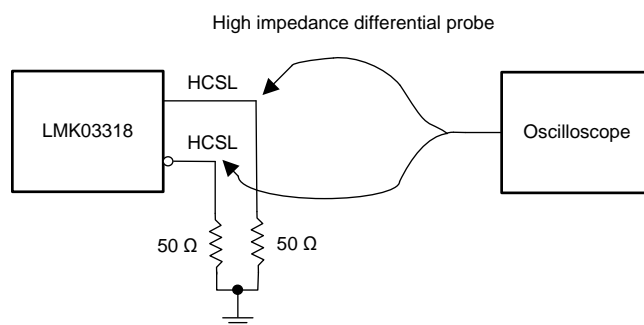 High impedance differential probe
HCSL
LMK03318
HCSL
Oscilloscope
50 Ω
50 Ω